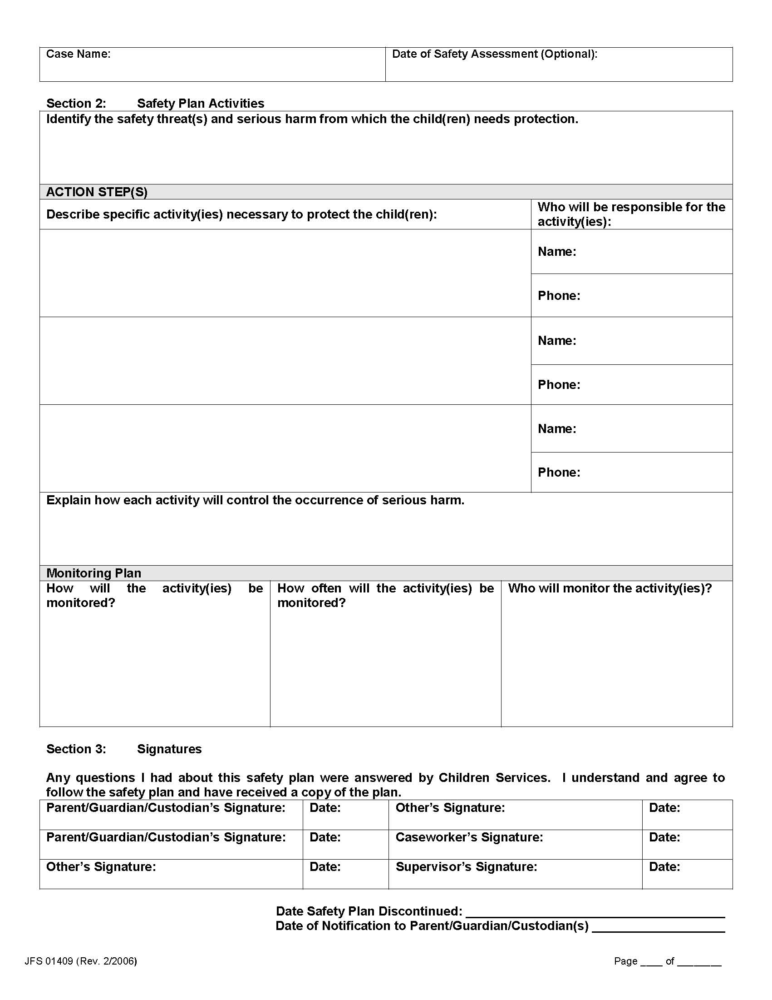 Case Name:
Date of Safety Assessment (Optional):
Section 2: Safety Plan Activities
Identify the safety threat(s) and serious harm from which the child(ren) needs protection.
ACTION STEP(S)
Describe specific activity(ies) necessary to protect the child(ren):
Who will be responsible for the
activity(ies):
Name:
Phone:
Name:
Phone:
Name:
Phone:
Explain how each activity will control the occurrence of serious harm.
Monitoring Plan
How will the activity(ies) be
monitored?
How often will the activity(ies) be
monitored?
Who will monitor the activity(ies)?
Section 3: Signatures
Any questions I had about this safety plan were answered by Children Services. I understand and agree to
follow the safety plan and have received a copy of the plan.
Parent/Guardian/Custodian’s Signature: Date: Other’s Signature: Date:
Parent/Guardian/Custodian’s Signature: Date: Caseworker’s Signature: Date:
Other’s Signature: Date: Supervisor’s Signature: Date:
Date Safety Plan Discontinued: ____________________
Date of Notification to Parent/Guardian/Custodian(s) ____________________
JFS 01409 (Rev. 2/2006)
Page ____ of ________